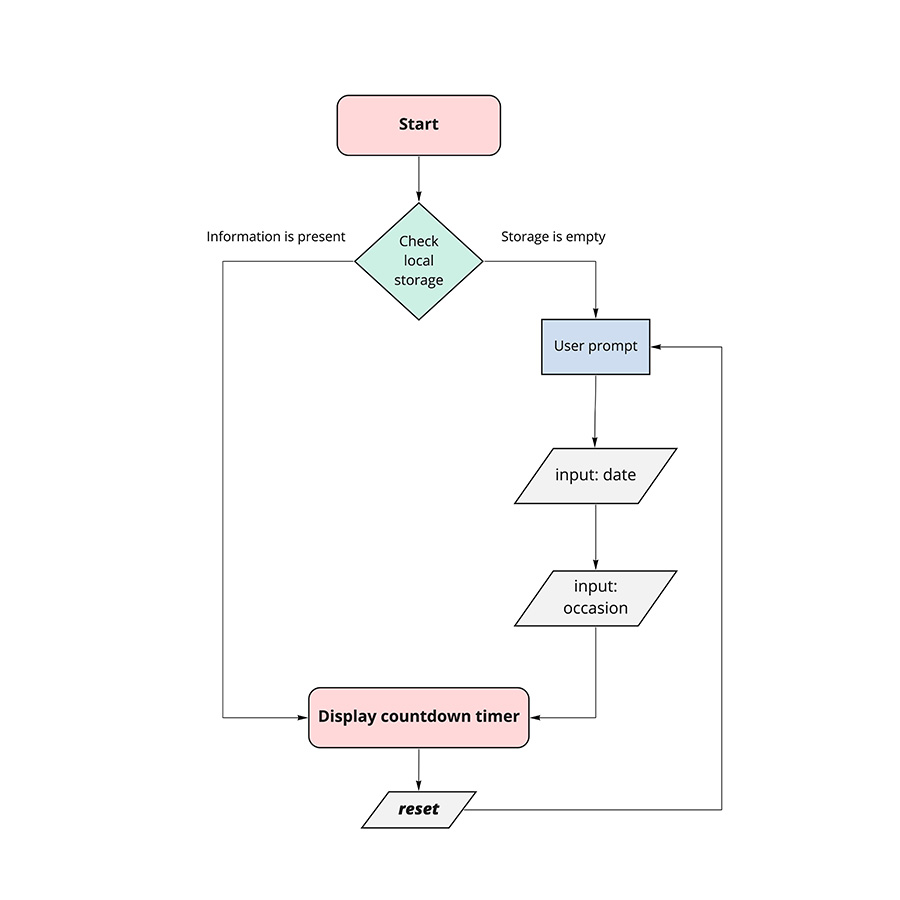 Start
Information is present
Check
local
storage
Storage is empty
User prompt
input: date
input:
occasion
Display countdown timer
reset